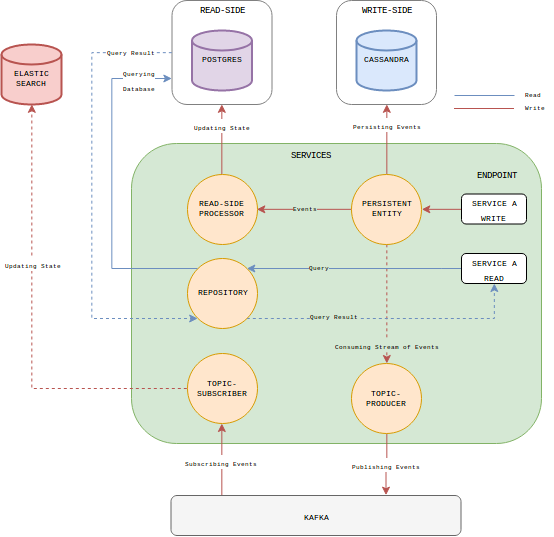 READ-SIDE
WRITE-SIDE
POSTGRES
CASSANDRA
ELASTIC
SEARCH
Query Result
Querying
Database
Read
Write
Updating State
Persisting Events
SERVICES
ENDPOINT
READ-SIDE
PROCESSOR
Events
PERSISTENT
ENTITY
SERVICE A
WRITE
Updating State
REPOSITORY
Query
SERVICE A
READ
Query Result
Consuming Stream of Events
TOPIC-
SUBSCRIBER
TOPIC-
PRODUCER
Subscribing Events
Publishing Events
KAFKA